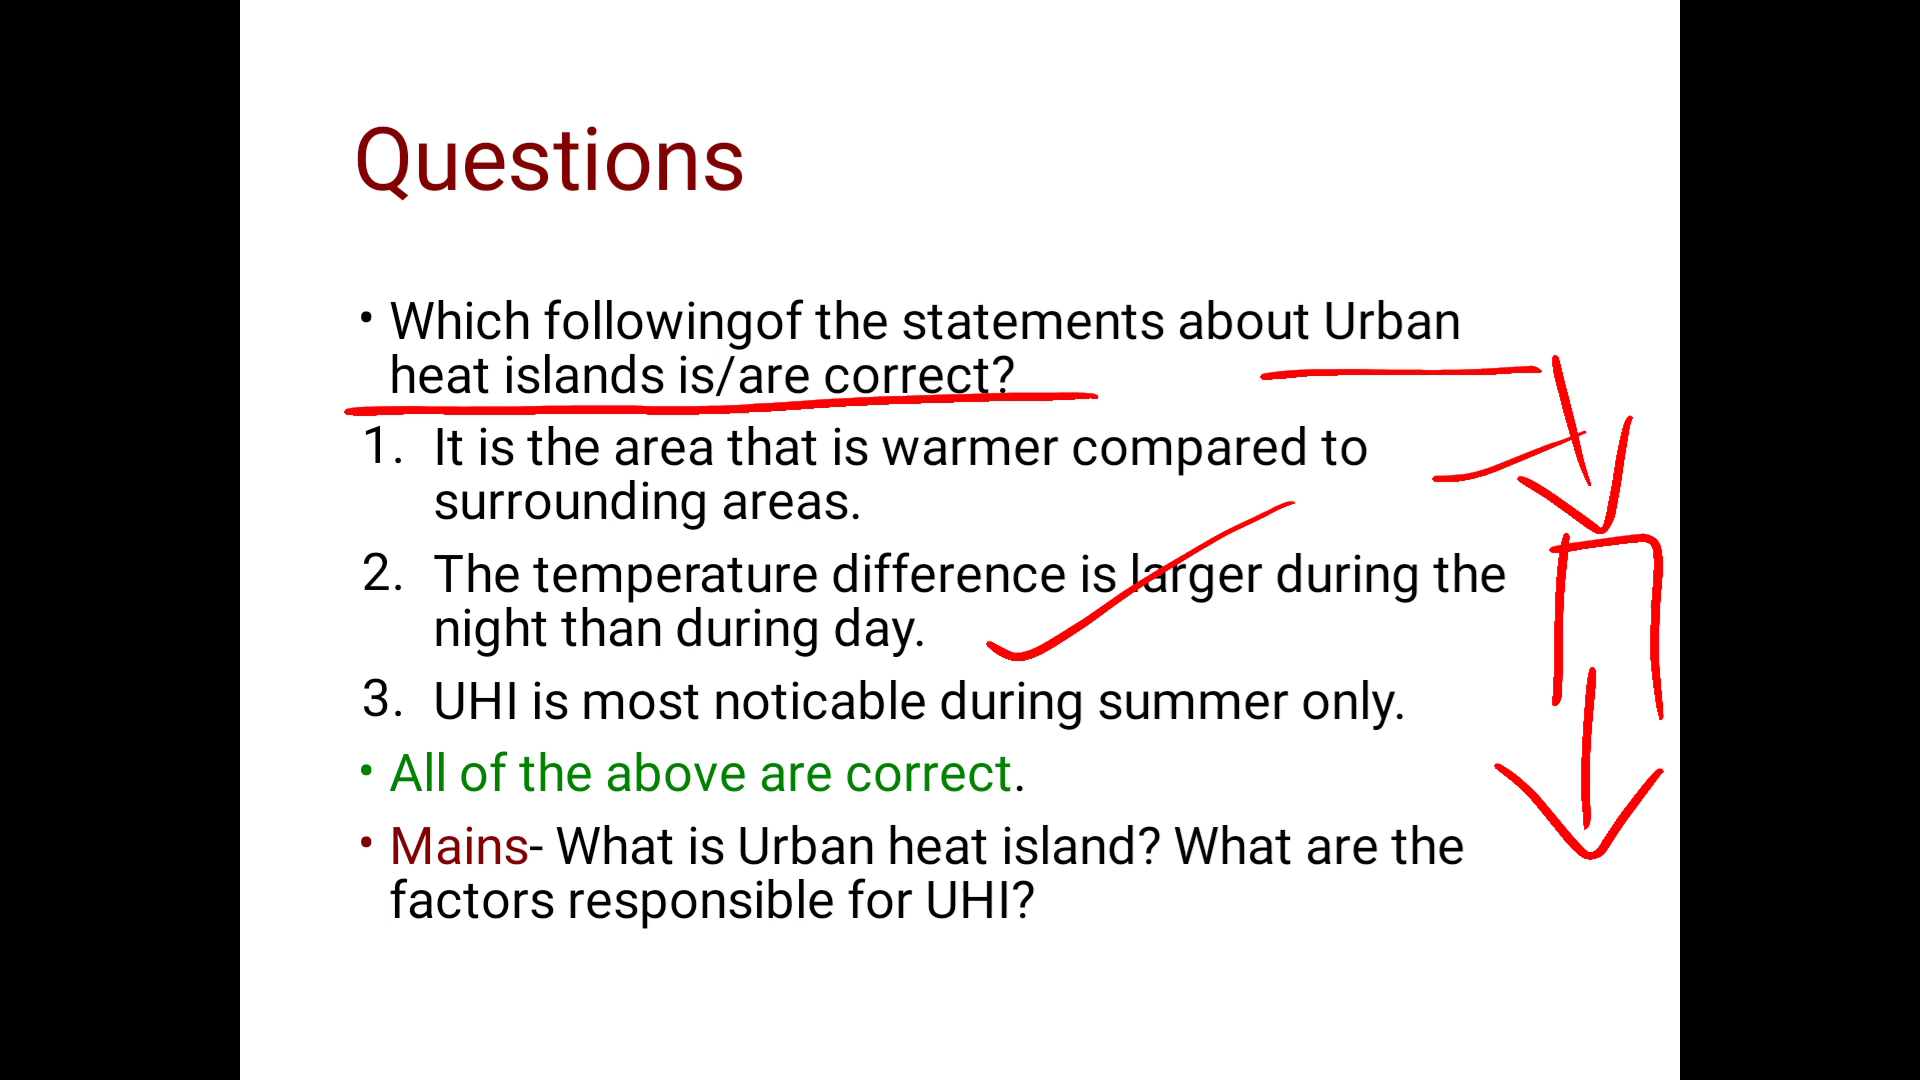 Questions
• Which followingof the statements about Urban
heat islands is/are correct?
1. It is the area that is warmer compared to
surrounding areas.
2. The temperature difference is larger during the
night than during day.
3. UHI is most noticable during summer only.
• All of the above are correct.
• Mains- What is Urban heat island? What are the
factors responsible for UHI?